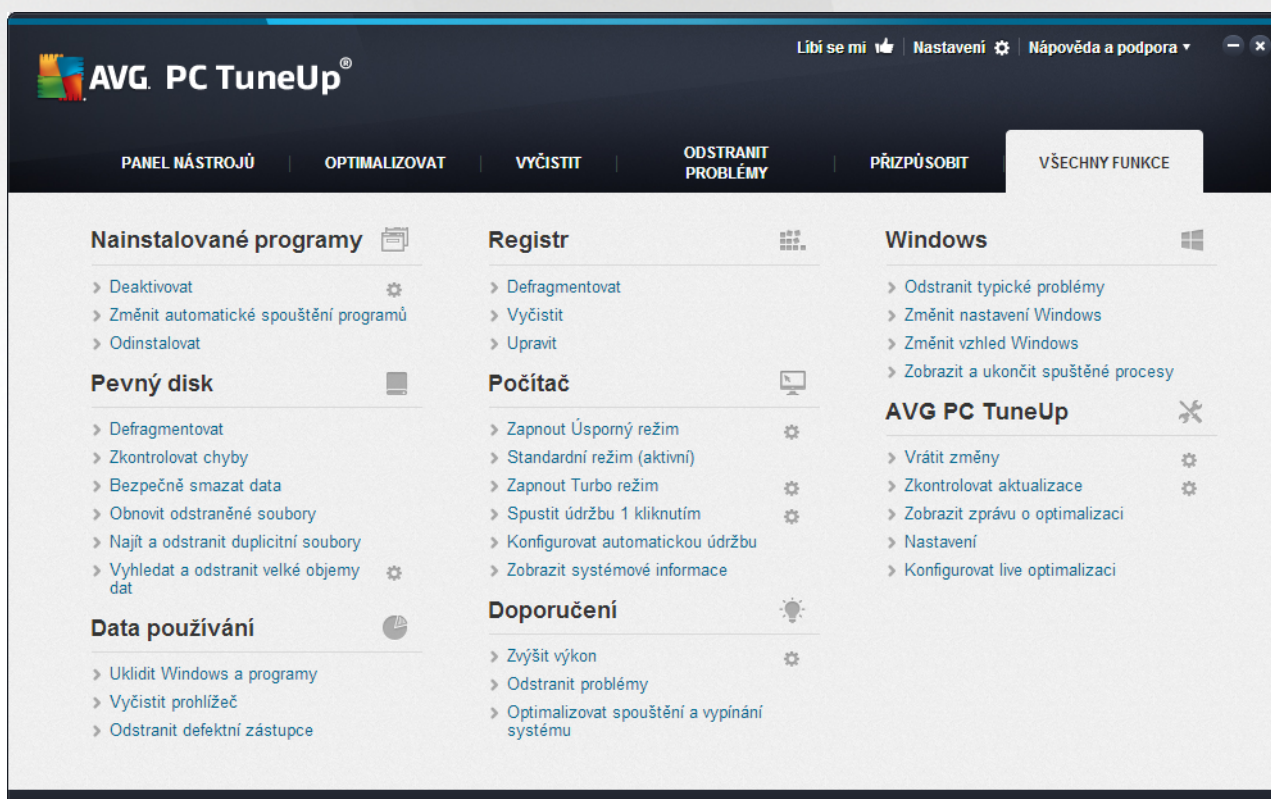 Líbí se mi
Nastavení
Nápověda a podpora
AVG. PC TuneUp®
PANEL NÁSTROJŮ
OPTIMALIZOVAT
VYČISTIT
ODSTRANIT
PROBLÉMY
PŘIZPŮSOBIT
VŠECHNY FUNKCE
Nainstalované programy
Deaktivovat
Změnit automatické spouštění programů
Odinstalovat
Pevný disk
Defragmentovat
Zkontrolovat chyby
Bezpečně smazat data
Obnovit odstraněné soubory
Najít a odstranit duplicitní soubory
Vyhledat a odstranit velké objemy
dat
Data používání
Uklidit Windows a programy
Vyčistit prohlížeč
Odstranit defektní zástupce
Registr
Defragmentovat
Vyčistit
Upravit
Počítač
Zapnout Úsporný režim
Standardní režim (aktivní)
Zapnout Turbo režim
Spustit údržbu 1 kliknutím
Konfigurovat automatickou údržbu
Zobrazit systémové informace
Doporučení
Zvýšit výkon
Odstranit problémy
Optimalizovat spouštění a vypínání
systému
Windows
Odstranit typické problémy
Změnit nastavení Windows
Změnit vzhled Windows
Zobrazit a ukončit spuštěné procesy
AVG PC TuneUp
Vrátit změny
Zkontrolovat aktualizace
Zobrazit zprávu o optimalizaci
Nastavení
Konfigurovat live optimalizaci